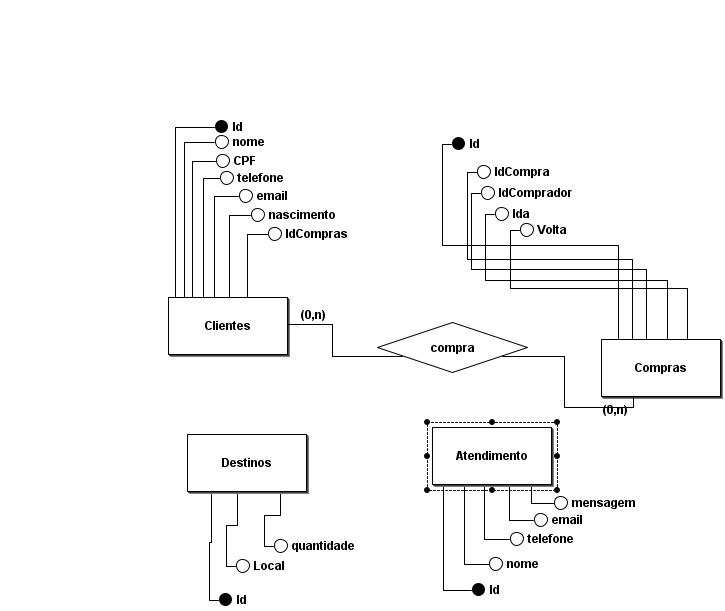 Id
nome
CPF
telefone
email
nascimento
IdCompras
Id
IdCompra
IdComprador
Ida
Volta
Clientes
(0,n)
compra
Compras
(0,n)
Destinos
Atendimento
quantidade
Local
Id
mensagem
email
telefone
nome
Id